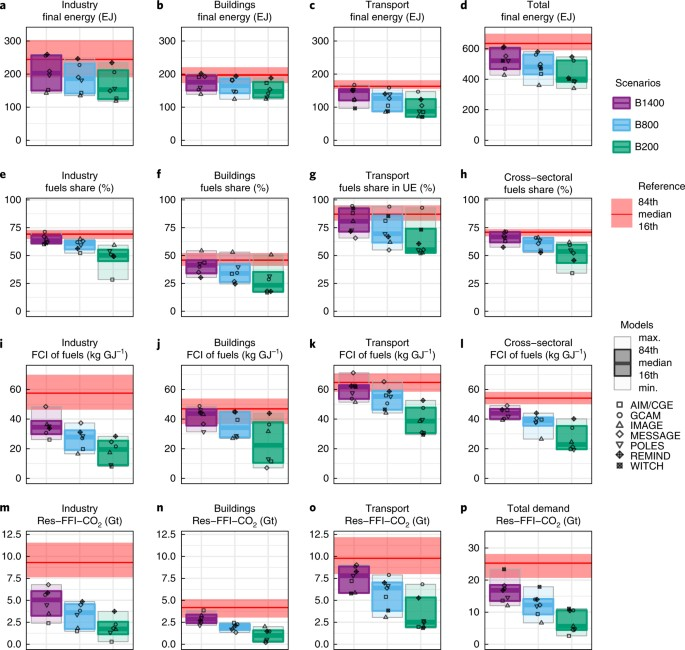 a Industry final energy (EJ)
b Buildings final energy (EJ)
c Transport final energy (EJ)
d Total final energy (EJ)
300
200
100
0
300
200
100
0
300
200
100
0
600
400
200
0
Scenarios
B1400
B800
B200
Reference
84th
median
16th
e Industry fuels share (%)
f Buildings fuels share (%)
g Transport fuels share in UE (%)
h Cross–sectoral fuels share (%)
100
75
50
25
0
100
75
50
25
0
100
75
50
25
0
100
75
50
25
0
i Industry FCI of fuels (kg GJ–1)
j Buildings FCI of fuels (kg GJ–1)
k Transport FCI of fuels (kg GJ–1)
l Cross–sectoral FCI of fuels (kg GJ–1)
60
40
20
0
60
40
20
0
60
40
20
0
60
40
20
0
Models
max.
84th
median
16th
min.
AIM/CGE
GCAM
IMAGE
MESSAGE
POLES
REMIND
WITCH
m Industry Res–FFI–CO2 (Gt)
n Buildings Res–FFI–CO2 (Gt)
o Transport Res–FFI–CO2 (Gt)
p Total demand Res–FFI–CO2 (Gt)
12.5
10.0
7.5
5.0
2.5
0
12.5
10.0
7.5
5.0
2.5
0
12.5
10.0
7.5
5.0
2.5
0
30
20
10
0